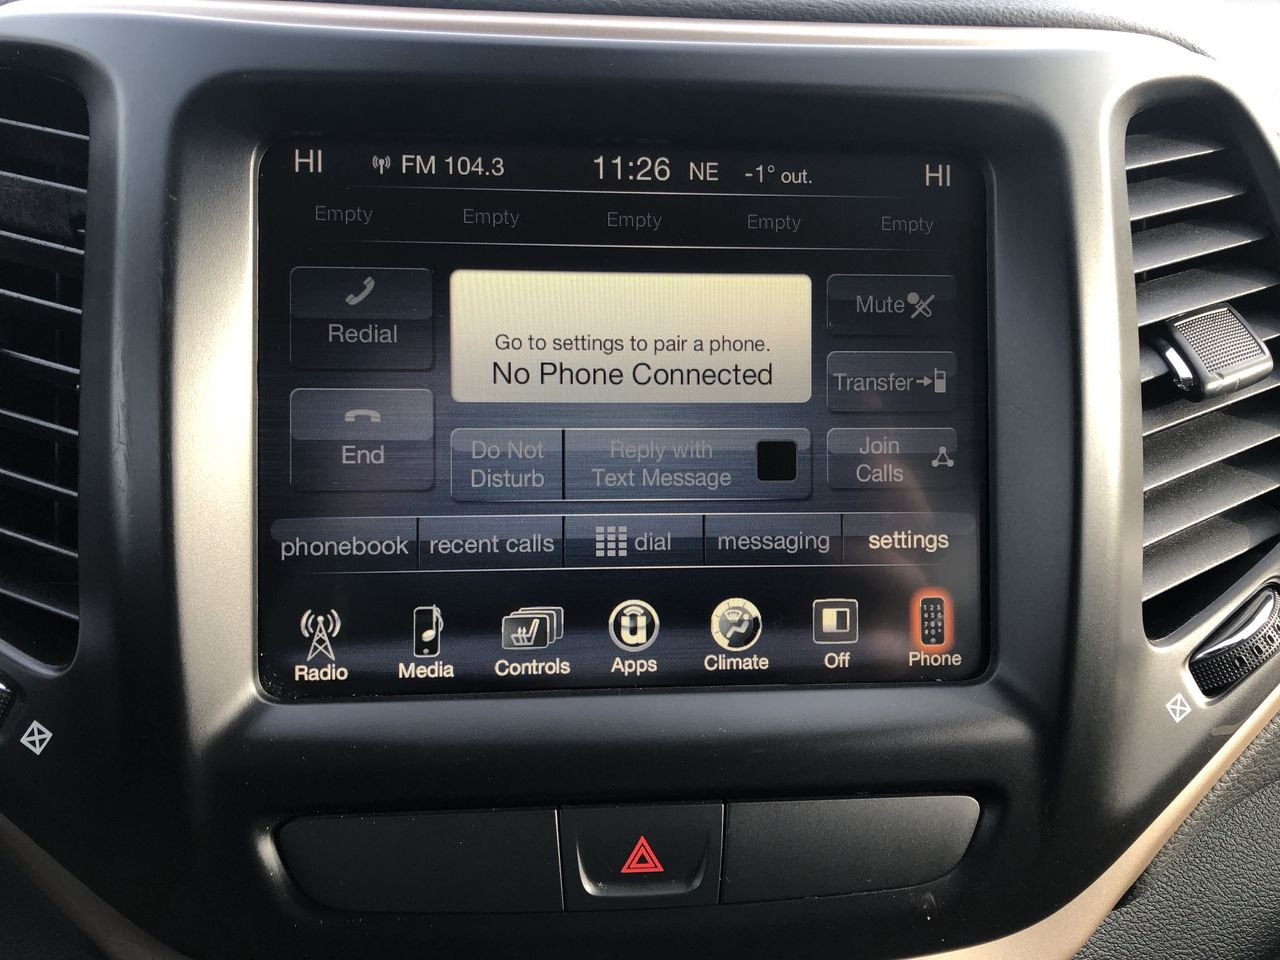 HI FM 104.3 11:26 NE -1° out. HI
Empty Empty Empty Empty Empty
Redial
Go to settings to pair a phone.
No Phone Connected
Mute
Transfer
End
Do Not
Disturb
Reply with
Text Message
Join
Calls
phonebook recent calls dial messaging settings
Radio Media Controls Apps Climate Off Phone